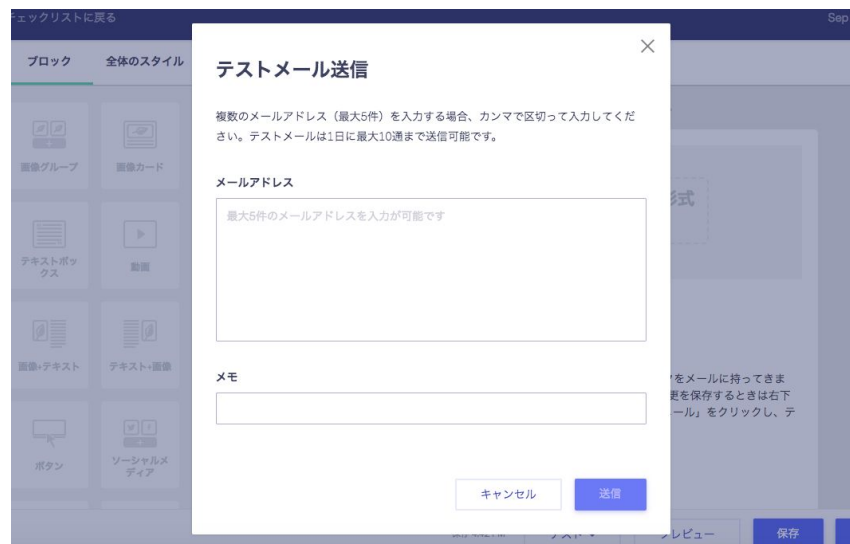 チェックリストに戻る
Sep
ブロック
全体のスタイル
テストメール送信
複数のメールアドレス（最大5件）を入力する場合、カンマで区切って入力してくだ
さい。テストメールは1日に最大10通まで送信可能です。
メールアドレス
最大5件のメールアドレスを入力が可能です
メモ
キャンセル
送信
画像グループ
画像カード
テキストボッ
クス
動画
画像+テキスト
テキスト+画像
ボタン
ソーシャルメ
ディア
形式
をメールに持ってきま
更を保存するときは右下
ール」をクリックし、テ
レビュー
保存